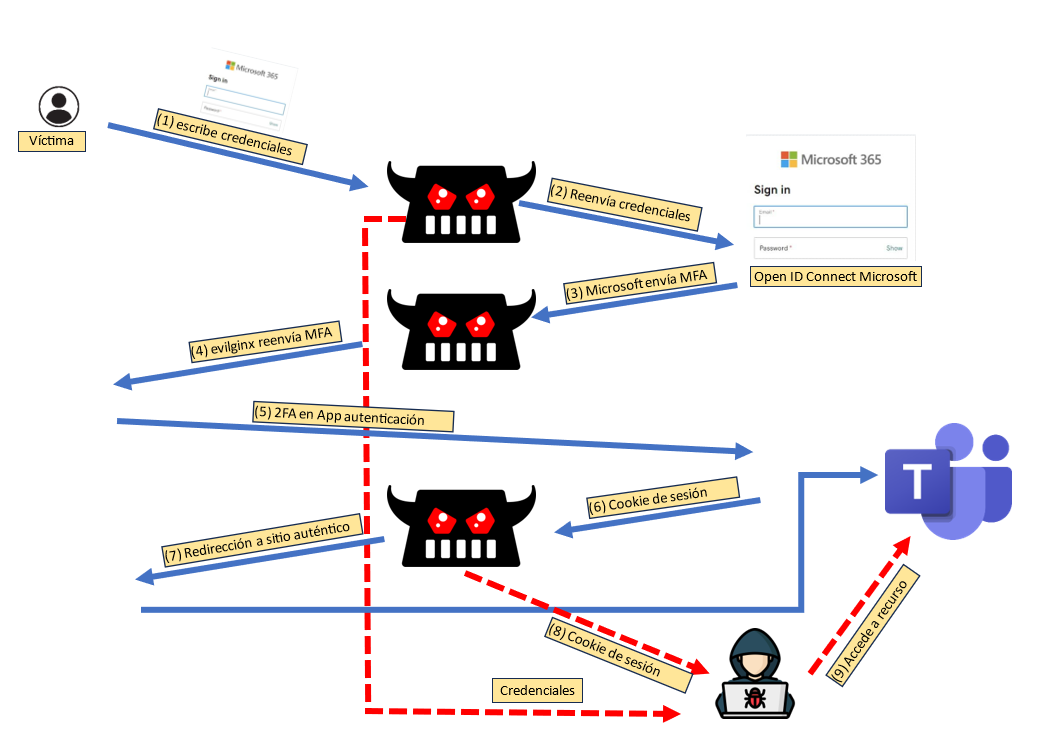 Microsoft 365
Sign in
Password *
Show
(1) escribe credenciales
Víctima
(2) Reenvía credenciales
Microsoft 365
Sign in
Email *
Password *
Show
Open ID Connect Microsoft
(3) Microsoft envía MFA
(4) evilginx reenvía MFA
(5) 2FA en App autenticación
T
(6) Cookie de sesión
(7) Redirección a sitio auténtico
(8) Cookie de sesión
(9) Accede a recurso
Credenciales